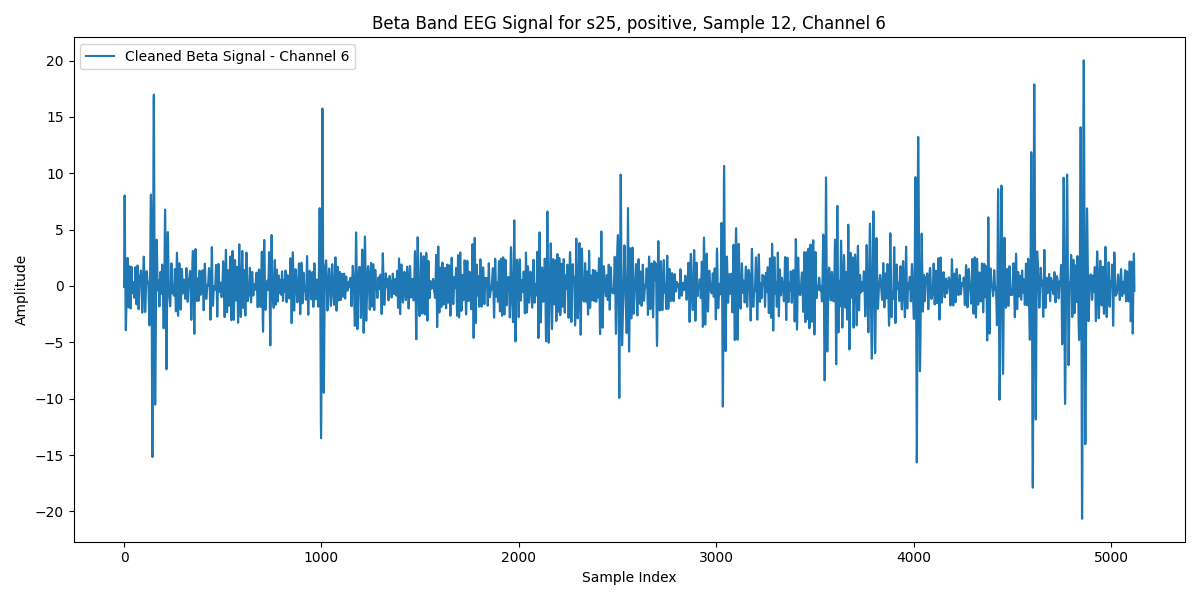 Beta Band EEG Signal for s25, positive, Sample 12, Channel 6
Cleaned Beta Signal - Channel 6
20
15
10
5
0
−5
−10
−15
−20
Amplitude
0 1000 2000 3000 4000 5000
Sample Index